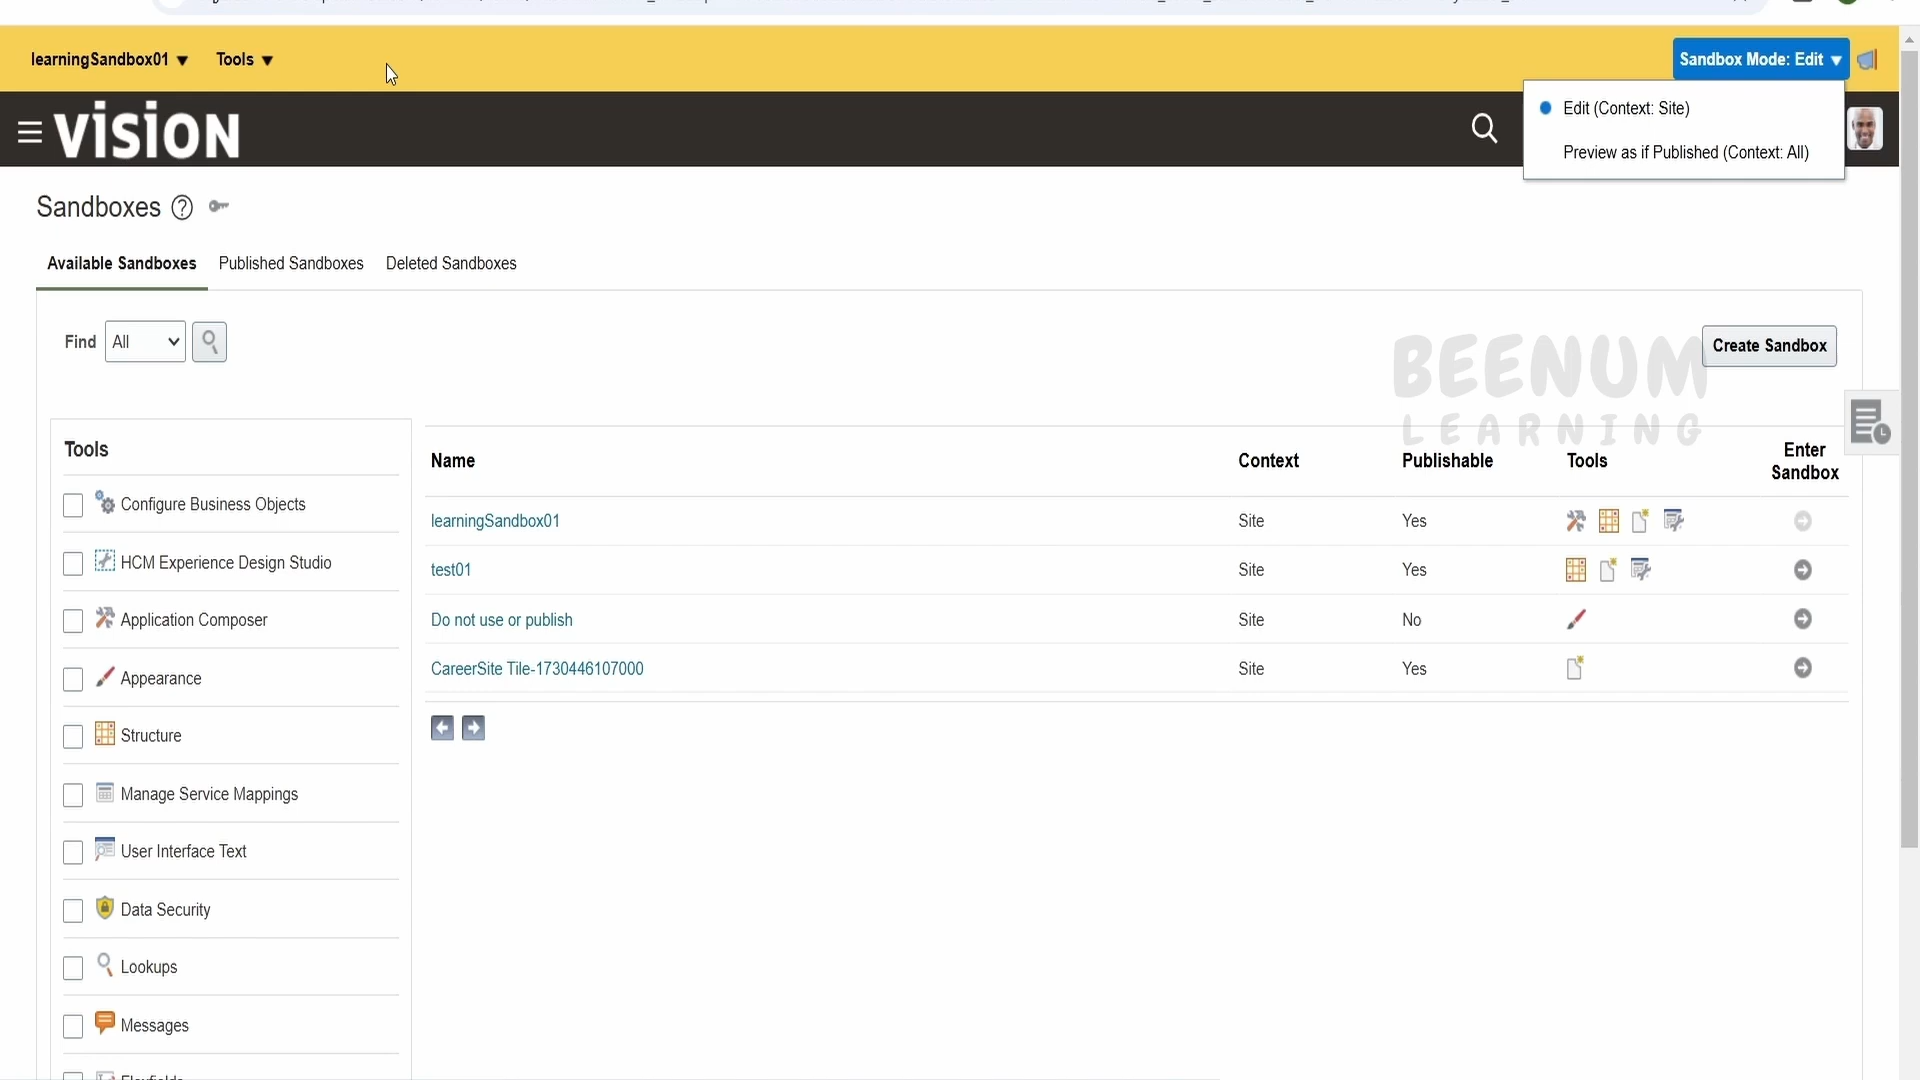 learningSandbox01 ▼ Tools ▼ Sandbox Mode: Edit ▼
Edit (Context: Site)
Preview as if Published (Context: All)
VISION
Sandboxes
Available Sandboxes Published Sandboxes Deleted Sandboxes
Find All Create Sandbox
BEENUM
LEARNING
Tools
Name Context Publishable Tools Enter Sandbox
Configure Business Objects
HCM Experience Design Studio
Application Composer
Appearance
Structure
Manage Service Mappings
User Interface Text
Data Security
Lookups
Messages
learningSandbox01 Site Yes
test01 Site Yes
Do not use or publish Site No
CareerSite Tile-1730446107000 Site Yes